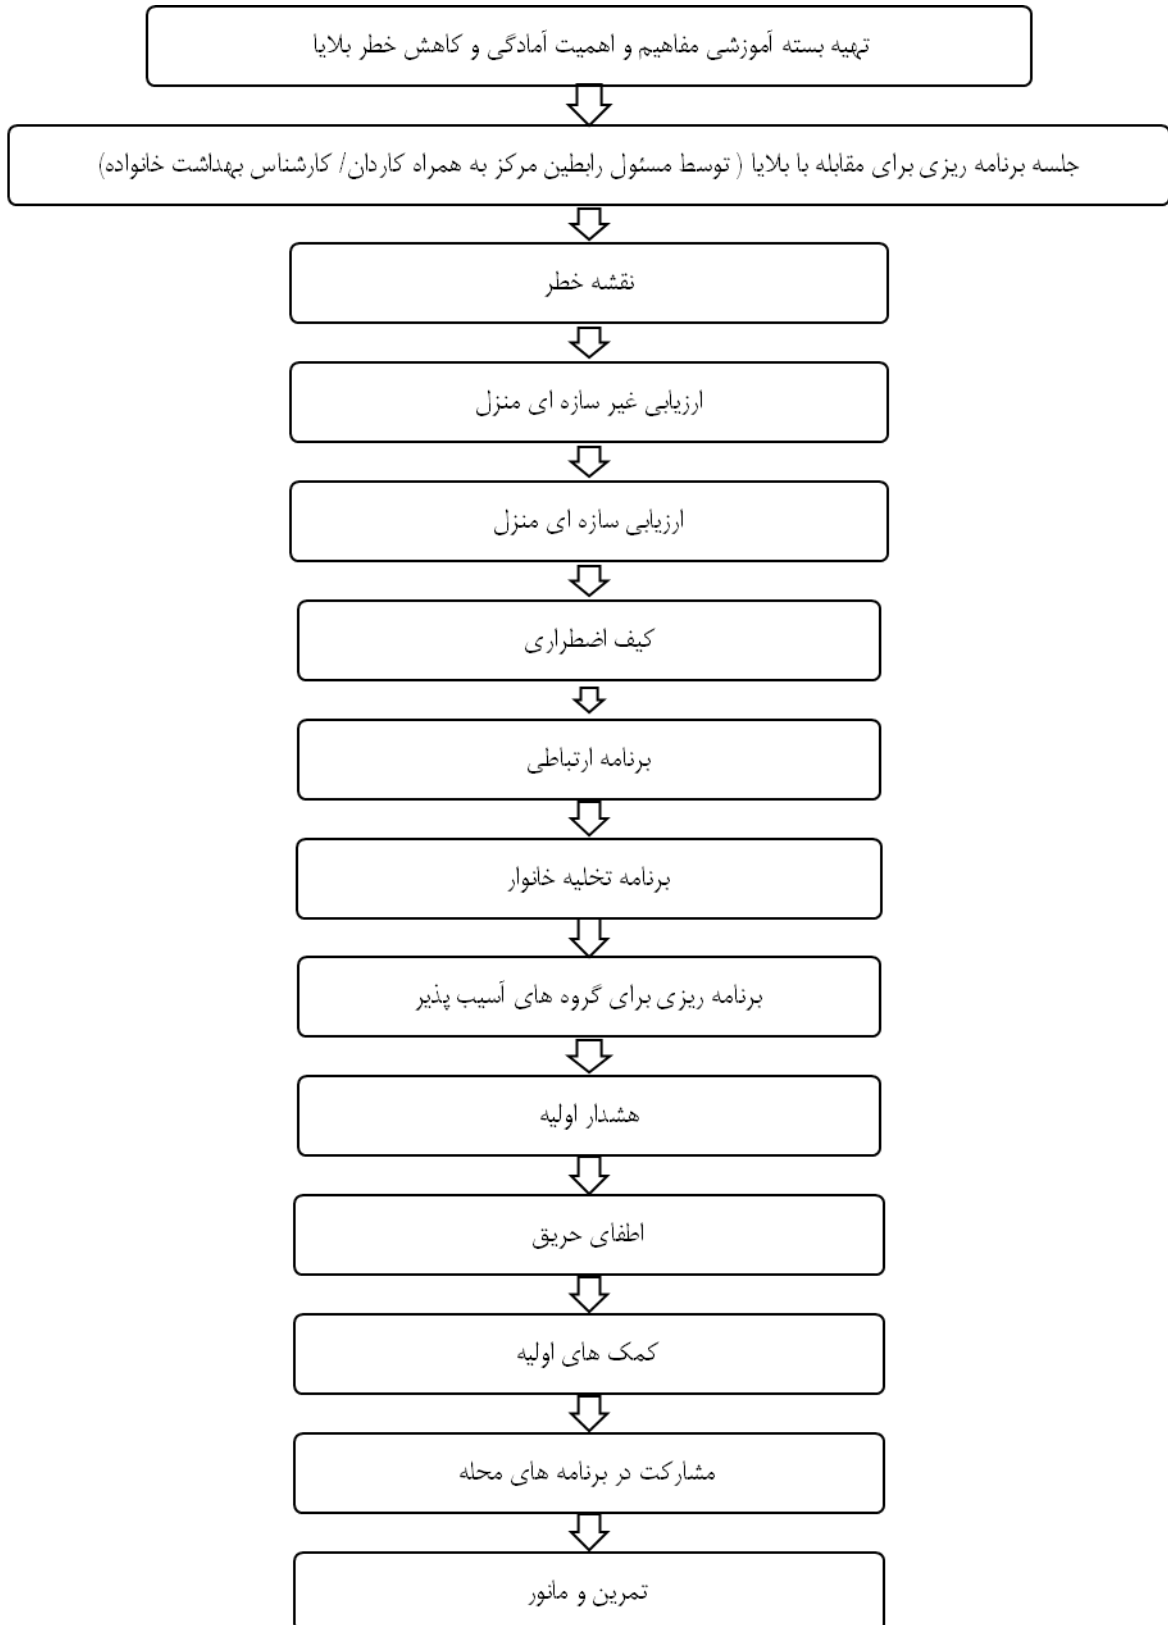 تهیه بسته آموزشی مفاهیم و اهمیت آمادگی و کاهش خطر بلایا
جلسه برنامه ریزی برای مقابله با بلایا ( توسط مسئول رابطین مرکز به همراه کاردان/ کارشناس بهداشت خانواده)
نقشه خطر
ارزیابی غیر سازه ای منزل
ارزیابی سازه ای منزل
کیف اضطراری
برنامه ارتباطی
برنامه تخلیه خانوار
برنامه ریزی برای گروه های آسیب پذیر
هشدار اولیه
اطفای حریق
کمک های اولیه
مشارکت در برنامه های محله
تمرین و مانور